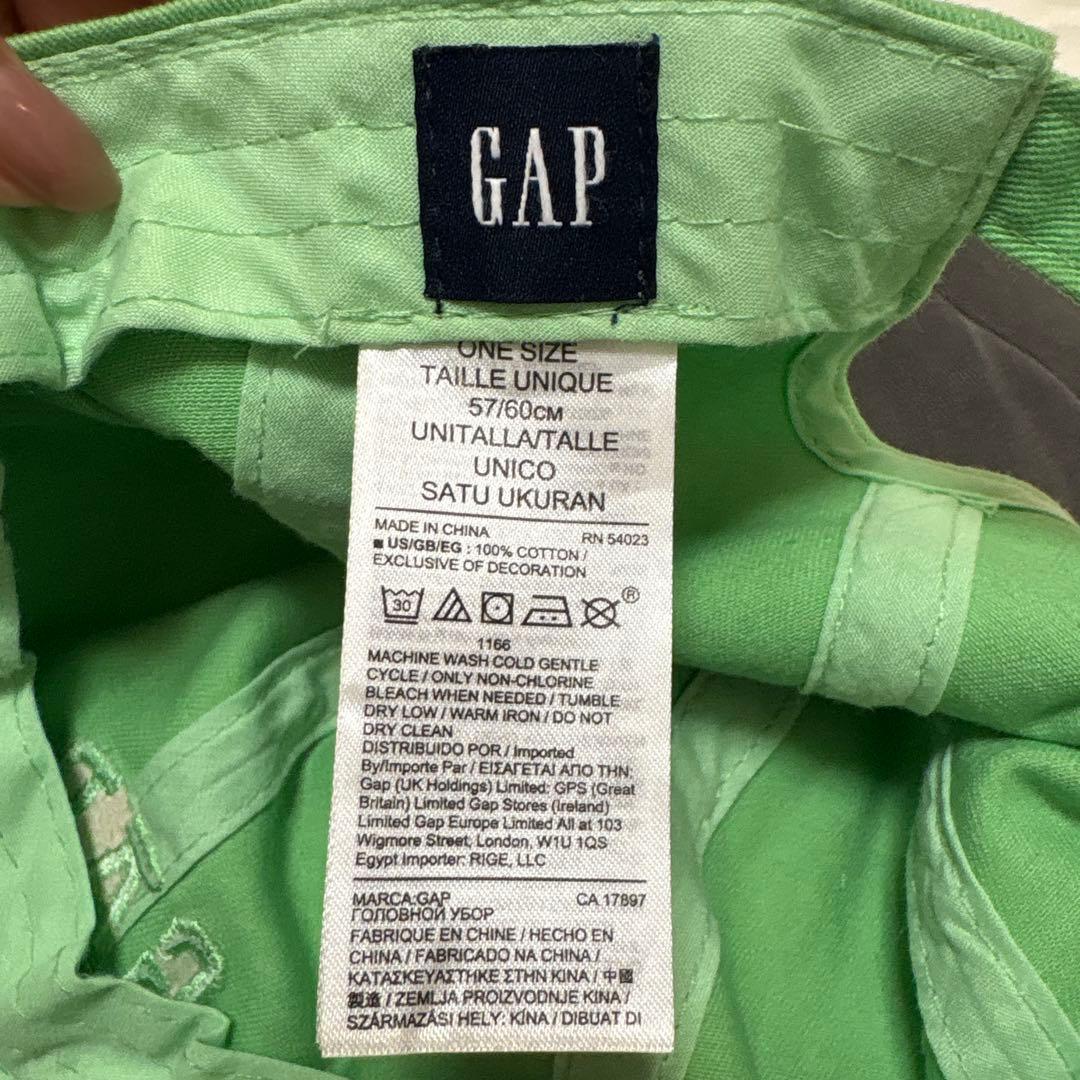 GAP
ONE SIZE
TAILLE UNIQUE
57/60CM
UNITALLA/TALLE
UNICO
SATU UKURAN
MADE IN CHINA RN 54023
■ US/GB/EG : 100% COTTON /
EXCLUSIVE OF DECORATION
30 ®
1166
MACHINE WASH COLD GENTLE
CYCLE / ONLY NON-CHLORINE
BLEACH WHEN NEEDED / TUMBLE
DRY LOW / WARM IRON / DO NOT
DRY CLEAN
DISTRIBUIDO POR / Imported
By/Importe Par / ΕΙΣΑΓΕΤΑΙ ΑΠΟ ΤΗΝ:
Gap (UK Holdings) Limited: GPS (Great
Britain) Limited Gap Stores (Ireland)
Limited Gap Europe Limited All at 103
Wigmore Street, London, W1U 1QS
Egypt Importer: RIGE, LLC
MARCA:GAP CA 17897
ГОЛОВНОЙ УБОР
FABRIQUE EN CHINE / HECHO EN
CHINA / FABRICADO NA CHINA /
ΚΑΤΑΣΚΕΥΑΣΤΗΚΕ ΣΤΗΝ ΚΙΝΑ / 中國
製造 / ZEMLJA PROIZVODNJE KINA /
SZÁRMAZÁSI HELY: KÍNA / DIBUAT DI